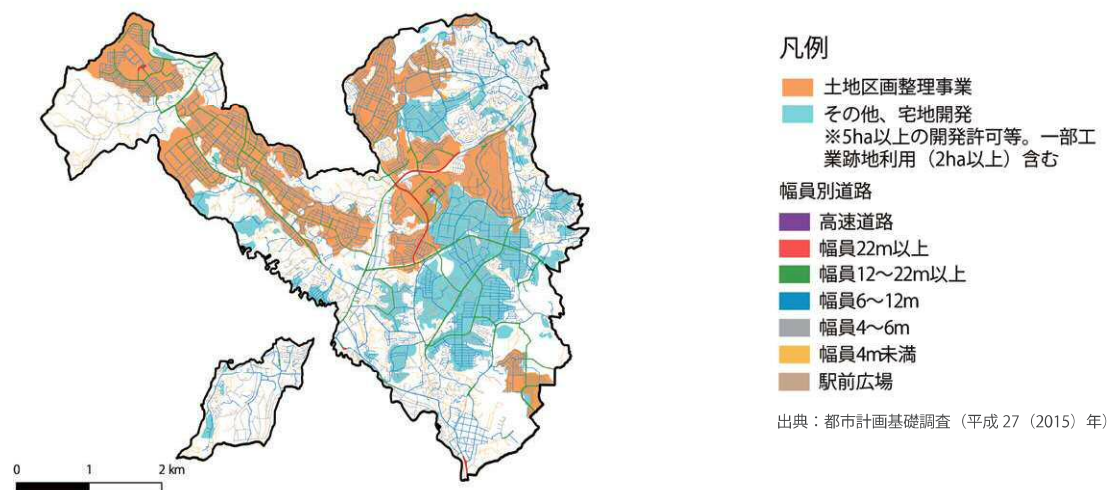 凡例
土地区画整理事業
その他、宅地開発
※5ha以上の開発許可等。一部工
業跡地利用（2ha以上）含む
幅員別道路
高速道路
幅員22m以上
幅員12～22m以上
幅員6～12m
幅員4～6m
幅員4m未満
駅前広場
出典：都市計画基礎調査（平成 27（2015）年）
0 1 2 km